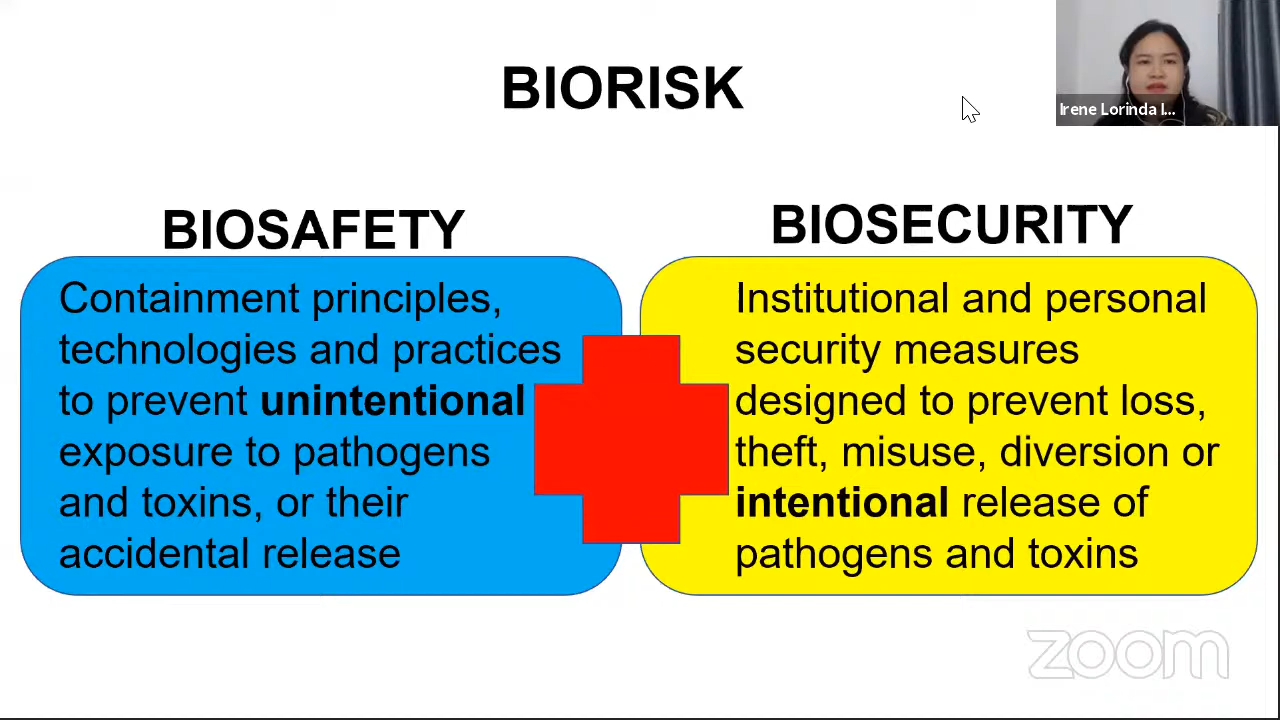 BIORISK
Irene Lorinda I...
BIOSAFETY
Containment principles,
technologies and practices
to prevent unintentional
exposure to pathogens
and toxins, or their
accidental release
BIOSECURITY
Institutional and personal
security measures
designed to prevent loss,
theft, misuse, diversion or
intentional release of
pathogens and toxins
zoom